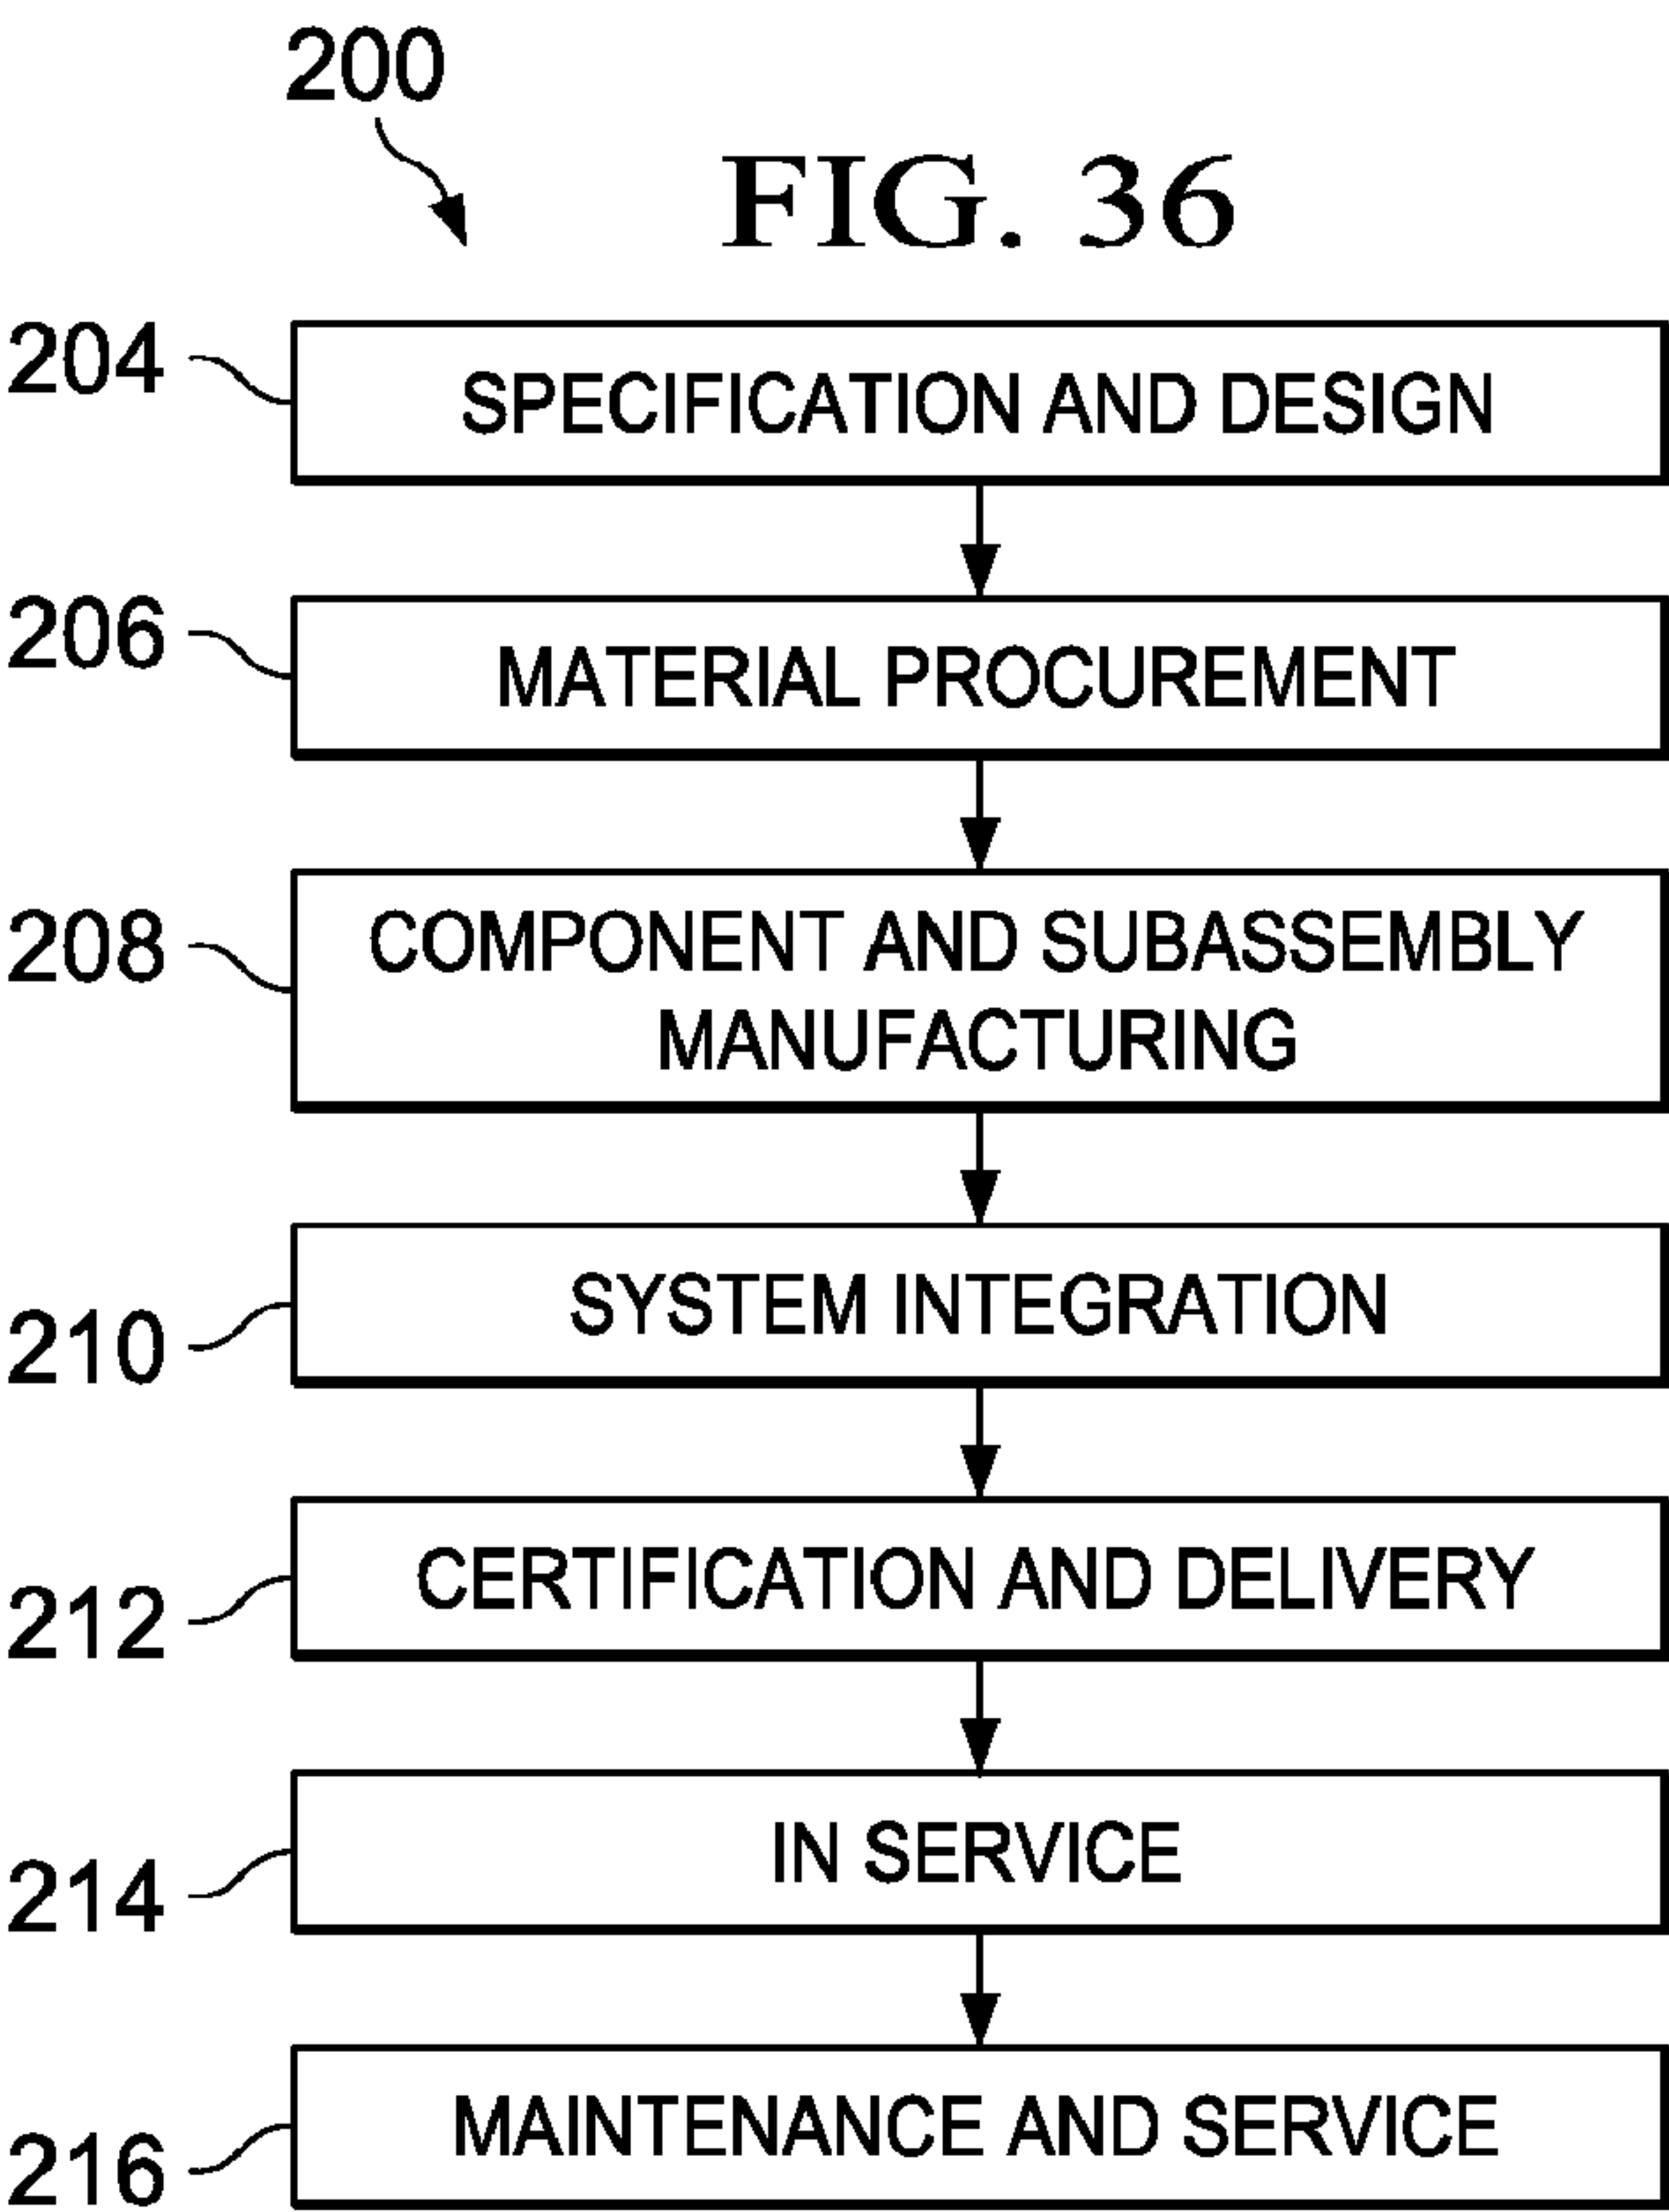 200
FIG. 36
204
SPECIFICATION AND DESIGN
206
MATERIAL PROCUREMENT
208
COMPONENT AND SUBASSEMBLY
MANUFACTURING
210
SYSTEM INTEGRATION
212
CERTIFICATION AND DELIVERY
214
IN SERVICE
216
MAINTENANCE AND SERVICE